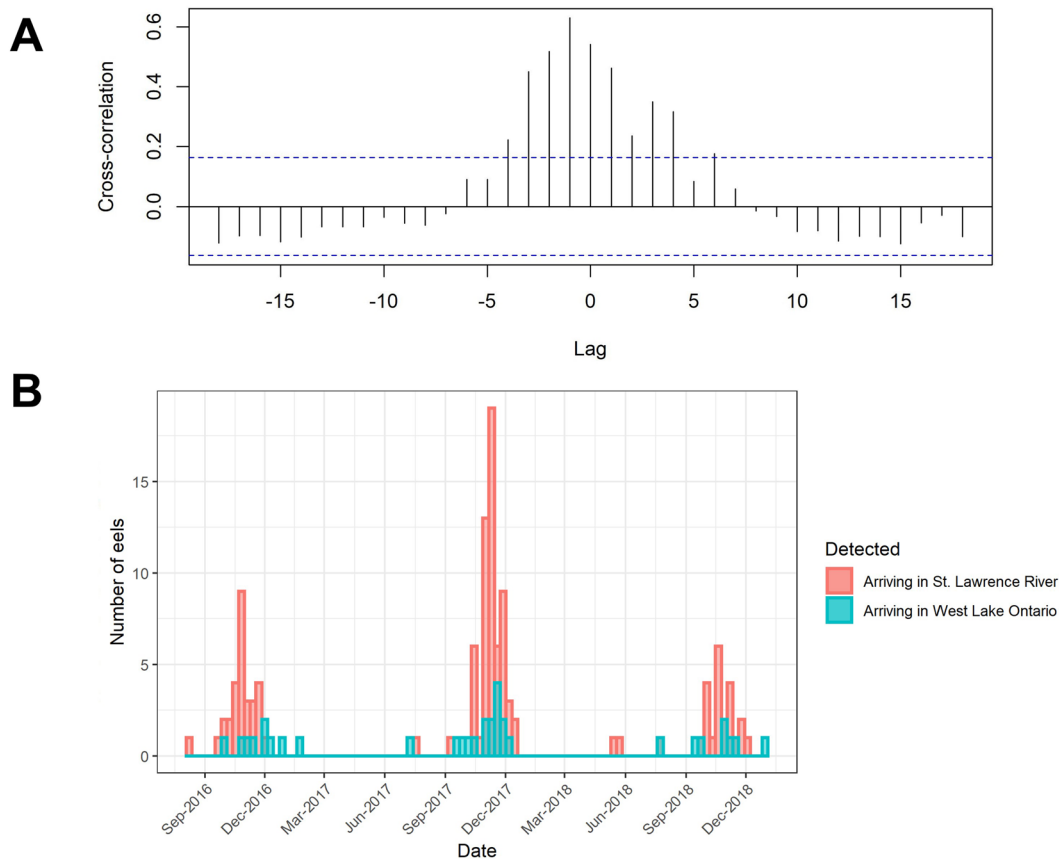 A
Cross-correlation
0.6
0.4
0.2
0.0
-15 -10 -5 0 5 10 15
Lag
B
Number of eels
15
10
5
0
Sep-2016 Dec-2016 Mar-2017 Jun-2017 Sep-2017 Dec-2017 Mar-2018 Jun-2018 Sep-2018 Dec-2018
Date
Detected
Arriving in St. Lawrence River
Arriving in West Lake Ontario